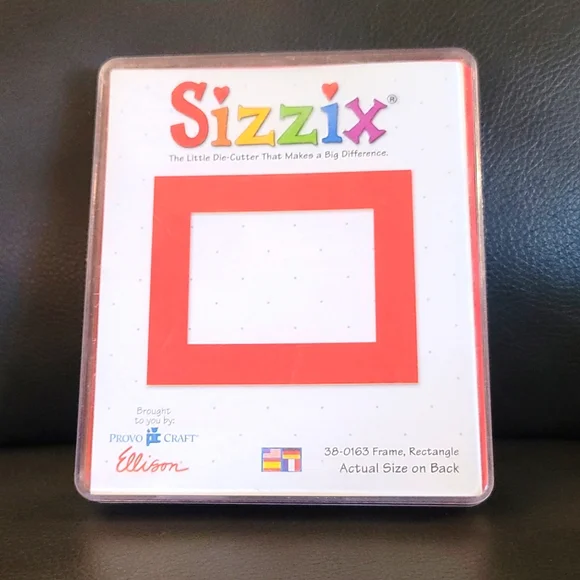 Sizzix®
The Little Die-Cutter That Makes a Big Difference.
Brought
to you by:
PROVO CRAFT®
Ellison
38-0163 Frame, Rectangle
Actual Size on Back